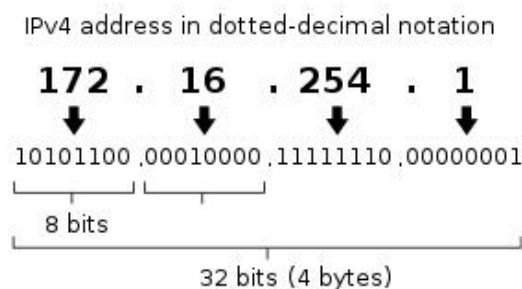 IPv4 address in dotted-decimal notation
172 . 16 . 254 . 1
10101100 .00010000 .11111110 .00000001
8 bits
32 bits (4 bytes)